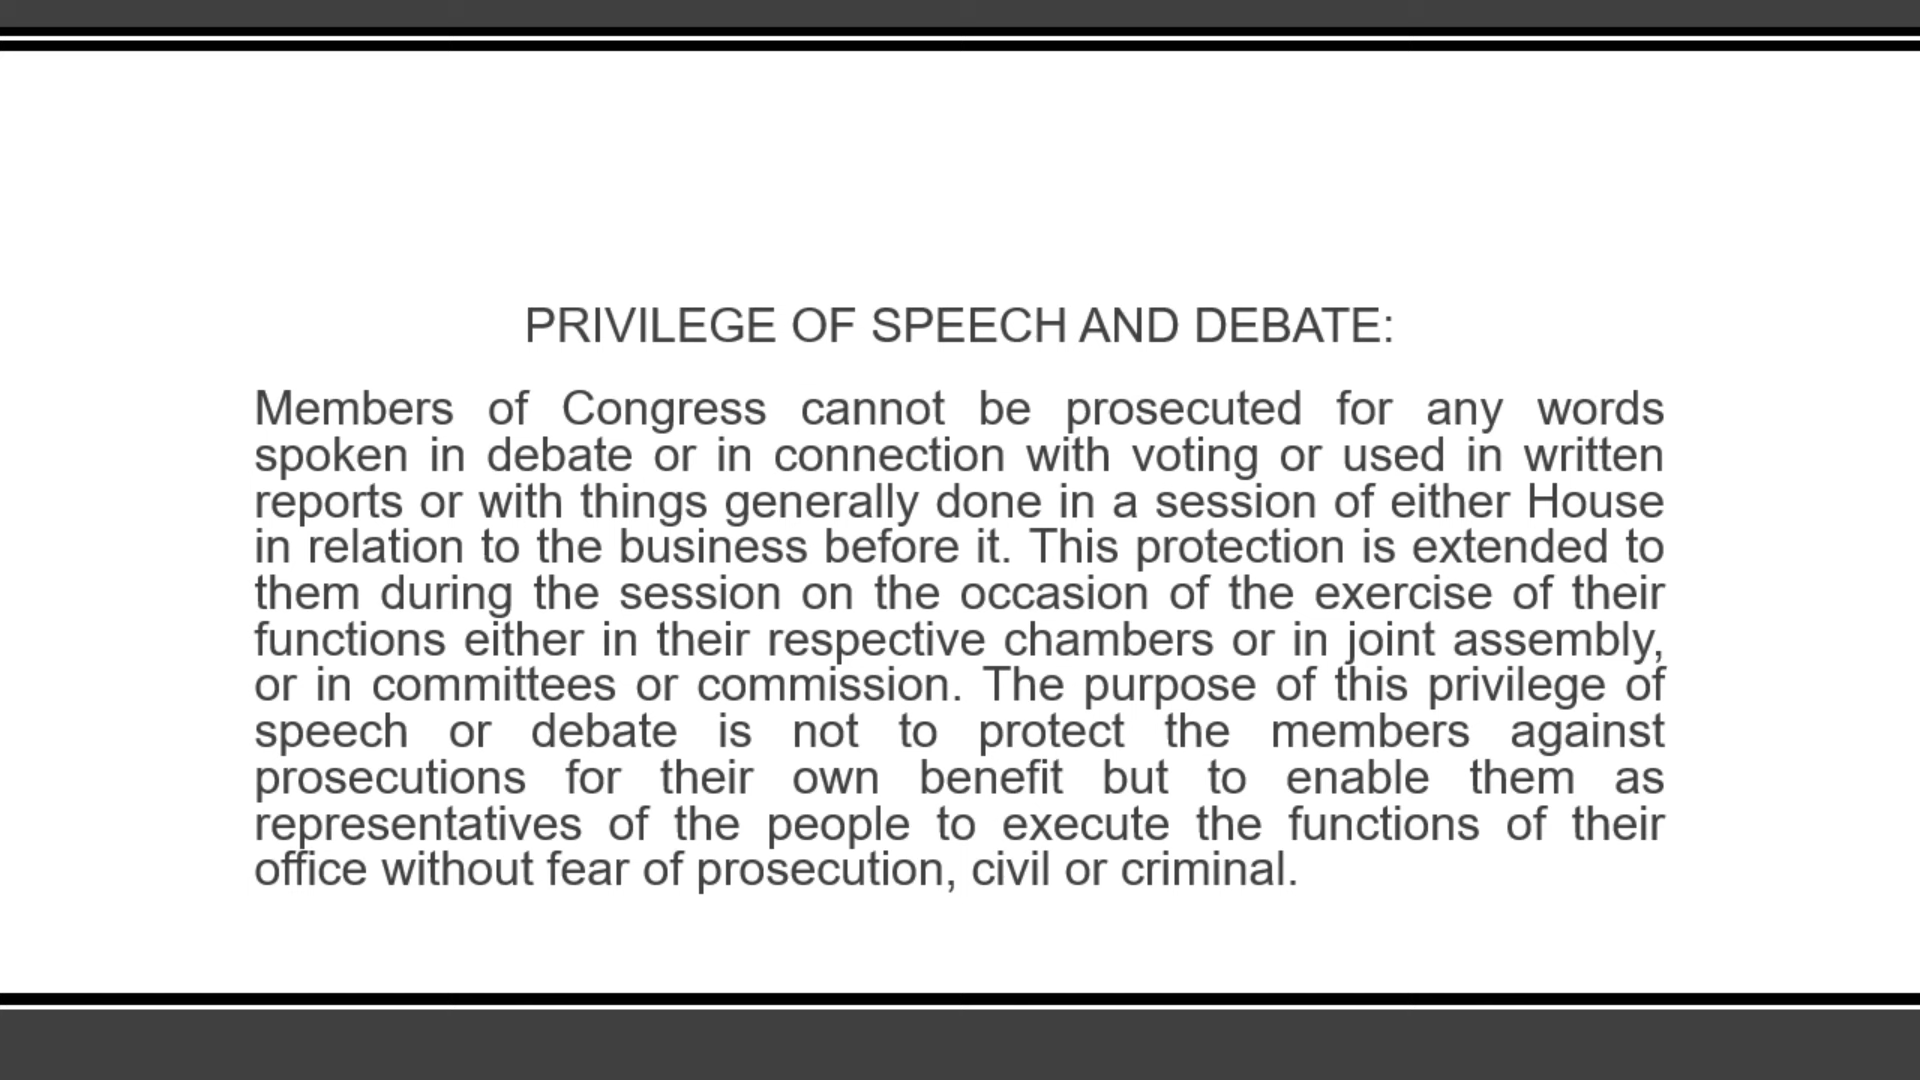 PRIVILEGE OF SPEECH AND DEBATE:
Members of Congress cannot be prosecuted for any words
spoken in debate or in connection with voting or used in written
reports or with things generally done in a session of either House
in relation to the business before it. This protection is extended to
them during the session on the occasion of the exercise of their
functions either in their respective chambers or in joint assembly,
or in committees or commission. The purpose of this privilege of
speech or debate is not to protect the members against
prosecutions for their own benefit but to enable them as
representatives of the people to execute the functions of their
office without fear of prosecution, civil or criminal.